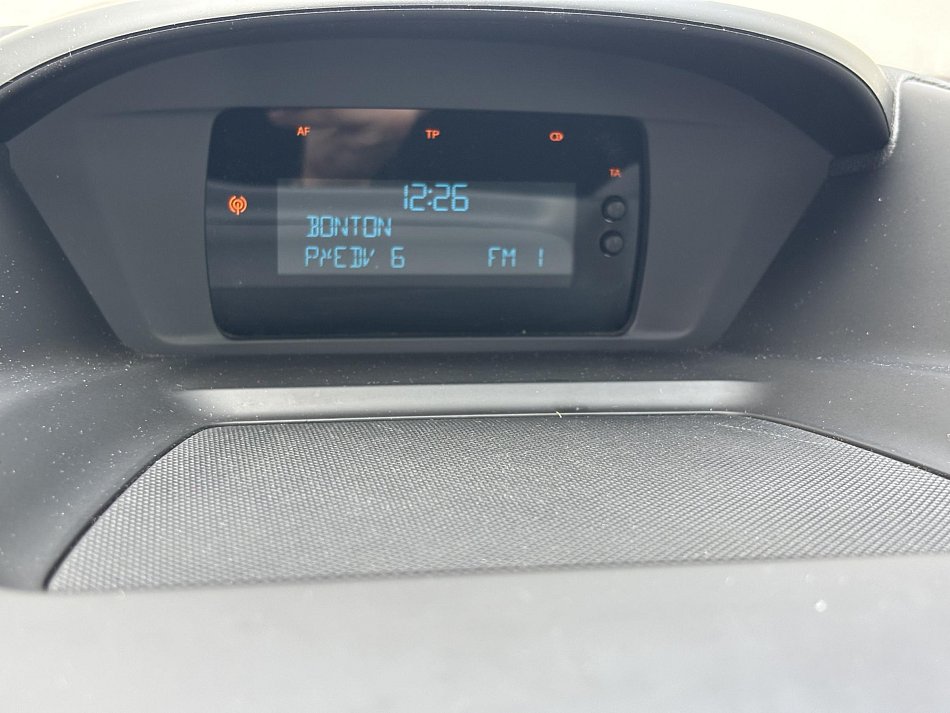 AF TP
TA
12:26
BONTON
PŘEDV. 6 FM 1